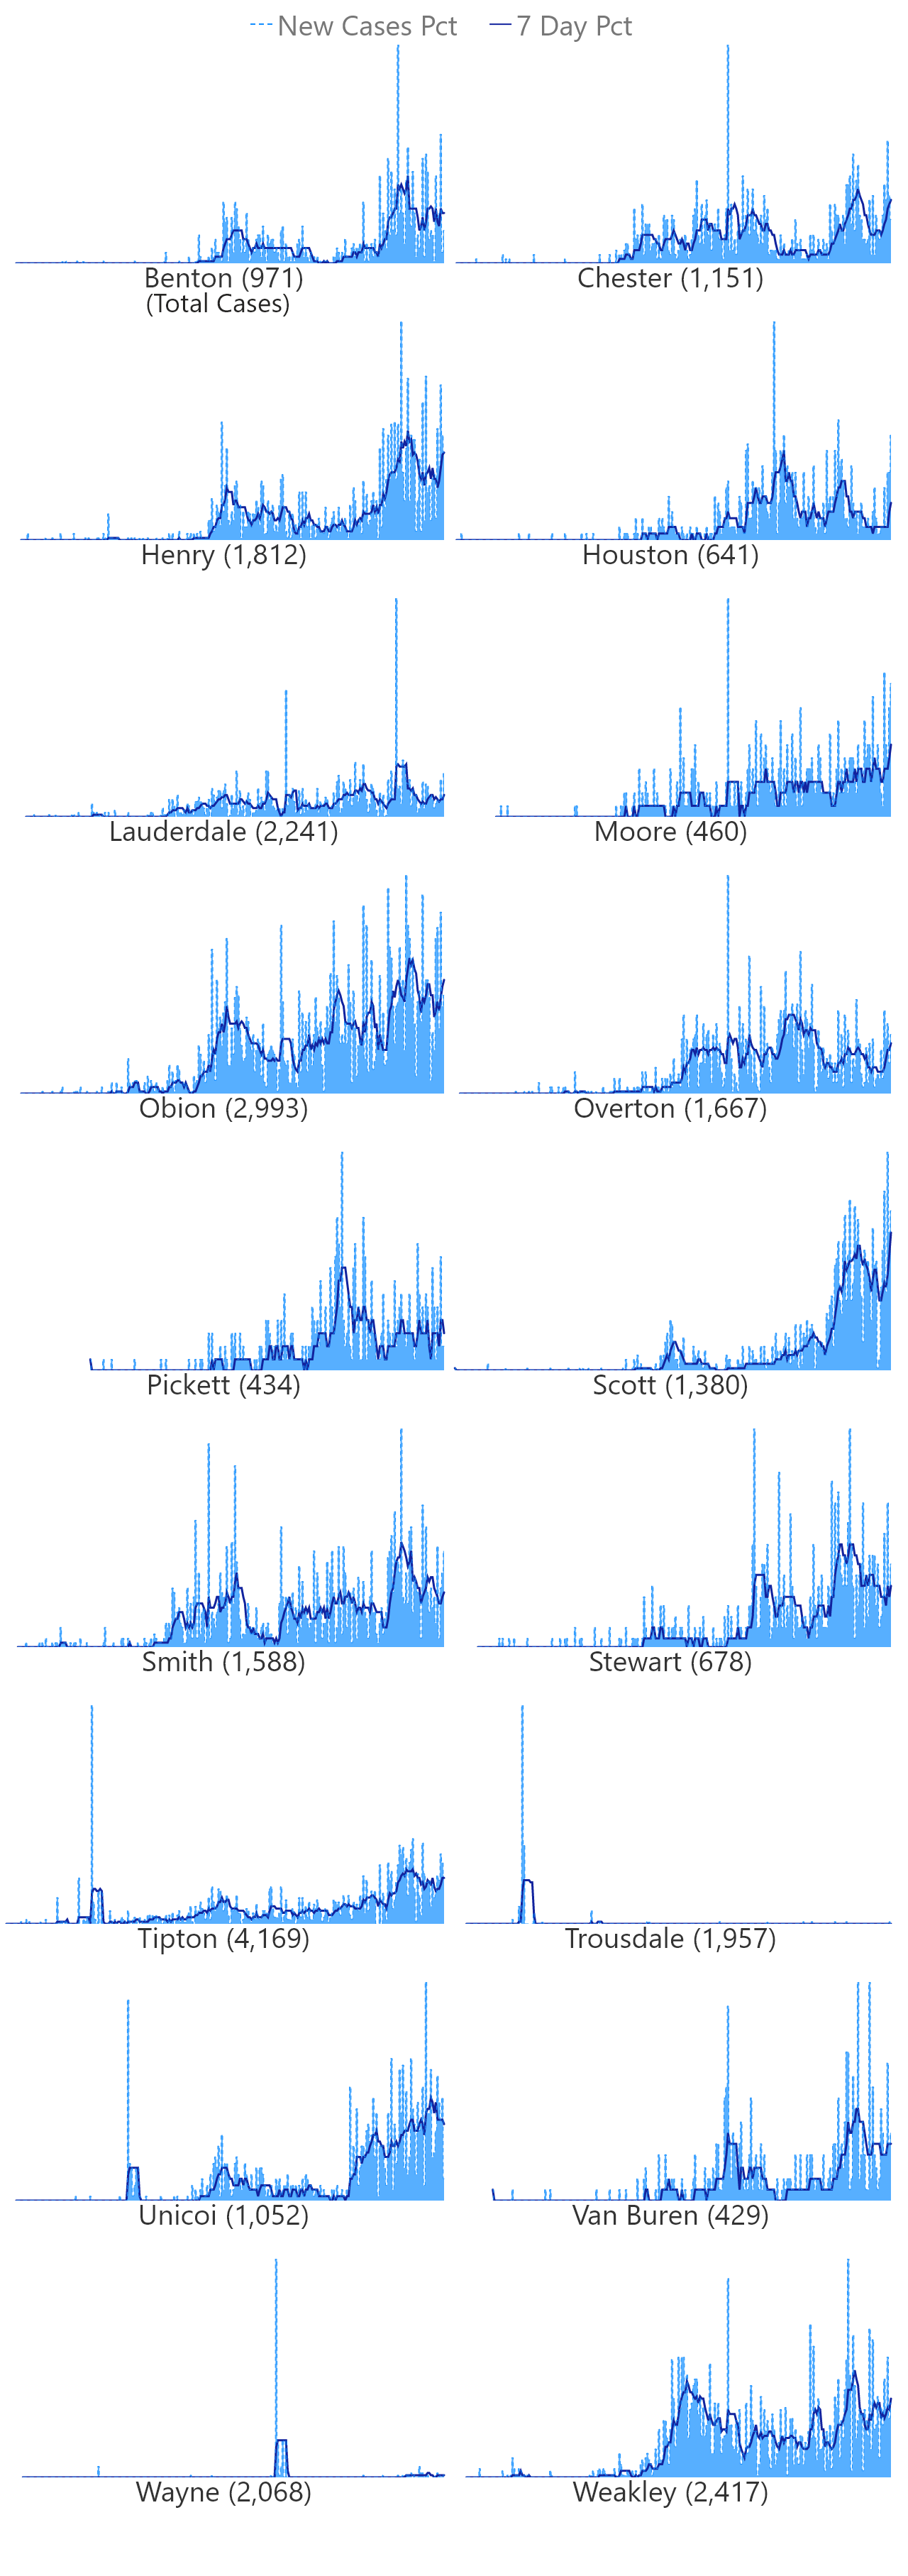 New Cases Pct 7 Day Pct
Benton (971) Chester (1,151)
(Total Cases)
Henry (1,812) Houston (641)
Lauderdale (2,241) Moore (460)
Obion (2,993) Overton (1,667)
Pickett (434) Scott (1,380)
Smith (1,588) Stewart (678)
Tipton (4,169) Trousdale (1,957)
Unicoi (1,052) Van Buren (429)
Wayne (2,068) Weakley (2,417)